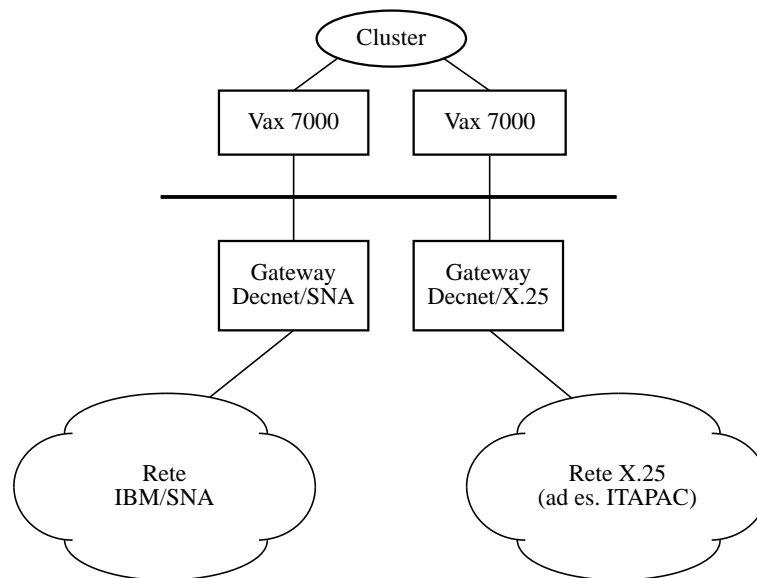 Cluster
Vax 7000
Vax 7000
Gateway
Decnet/SNA
Gateway
Decnet/X.25
Rete
IBM/SNA
Rete X.25
(ad es. ITAPAC)